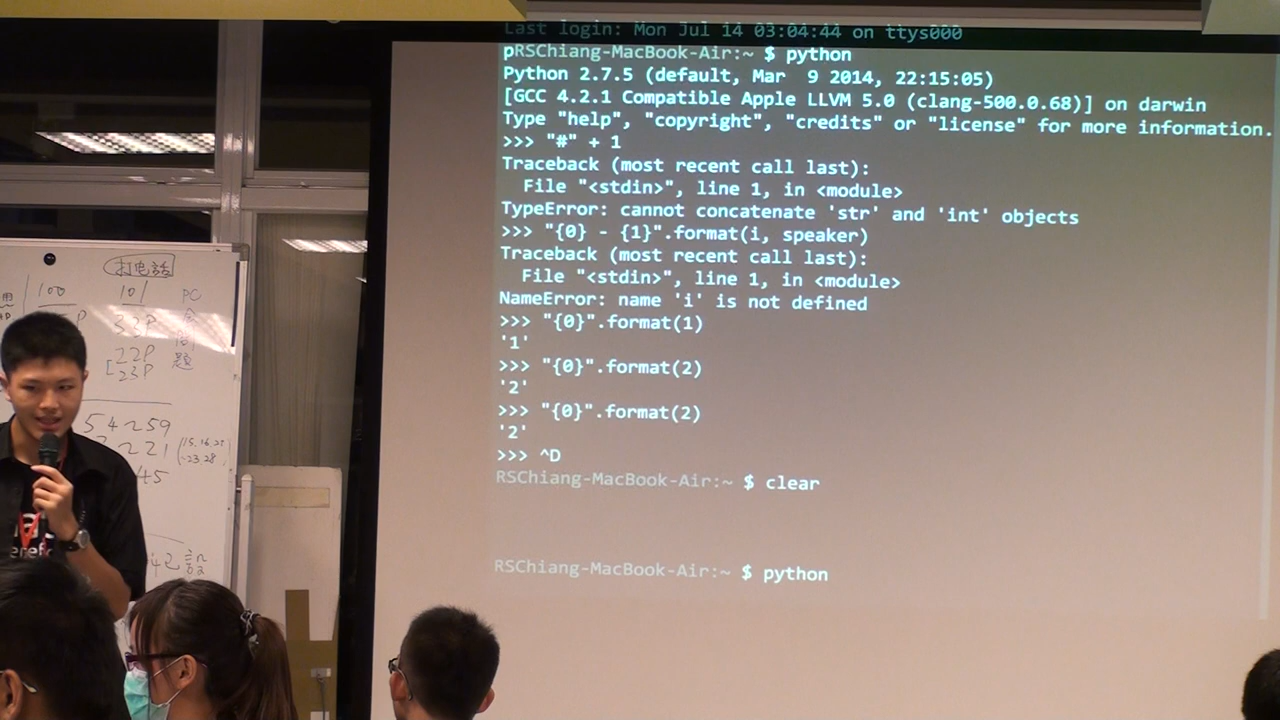 Last login: Mon Jul 14 03:04:44 on ttys000
pRSChiang-MacBook-Air:~ $ python
Python 2.7.5 (default, Mar  9 2014, 22:15:05)
[GCC 4.2.1 Compatible Apple LLVM 5.0 (clang-500.0.68)] on darwin
Type "help", "copyright", "credits" or "license" for more information.
>>> "#" + 1
Traceback (most recent call last):
  File "<stdin>", line 1, in <module>
TypeError: cannot concatenate 'str' and 'int' objects
>>> "{0} - {1}".format(i, speaker)
Traceback (most recent call last):
  File "<stdin>", line 1, in <module>
NameError: name 'i' is not defined
>>> "{0}".format(1)
'1'
>>> "{0}".format(2)
'2'
>>> "{0}".format(2)
'2'
>>> ^D
RSChiang-MacBook-Air:~ $ clear
RSChiang-MacBook-Air:~ $ python
打电話
100 101 PC
33P
22P 題
[23P
54~59
~21
45